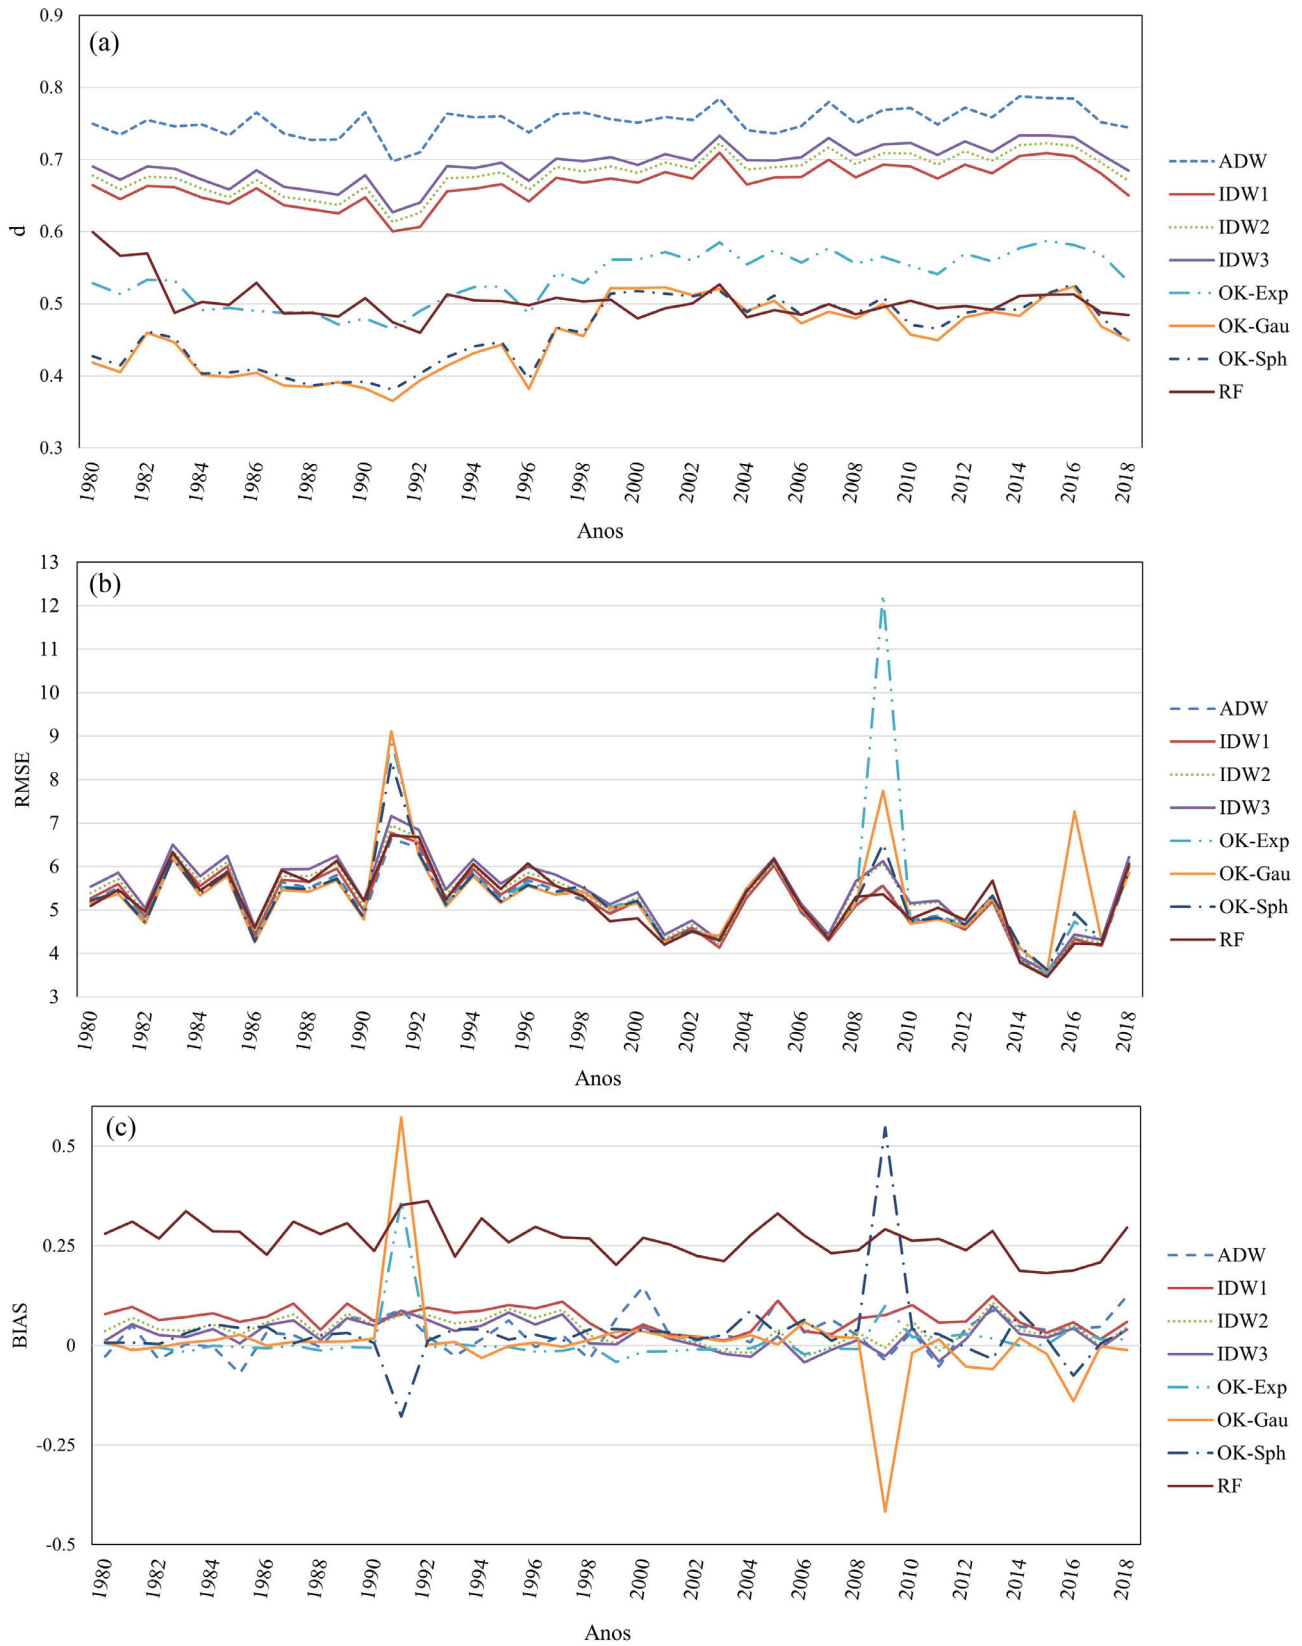 (a)
0.9
0.8
0.7
0.6
0.5
0.4
0.3
d
1980 1982 1984 1986 1988 1990 1992 1994 1996 1998 2000 2002 2004 2006 2008 2010 2012 2014 2016 2018
Anos
ADW
IDW1
IDW2
IDW3
OK-Exp
OK-Gau
OK-Sph
RF
(b)
13
12
11
10
9
8
7
6
5
4
3
RMSE
1980 1982 1984 1986 1988 1990 1992 1994 1996 1998 2000 2002 2004 2006 2008 2010 2012 2014 2016 2018
Anos
ADW
IDW1
IDW2
IDW3
OK-Exp
OK-Gau
OK-Sph
RF
(c)
0.5
0.25
0
-0.25
-0.5
BIAS
1980 1982 1984 1986 1988 1990 1992 1994 1996 1998 2000 2002 2004 2006 2008 2010 2012 2014 2016 2018
Anos
ADW
IDW1
IDW2
IDW3
OK-Exp
OK-Gau
OK-Sph
RF